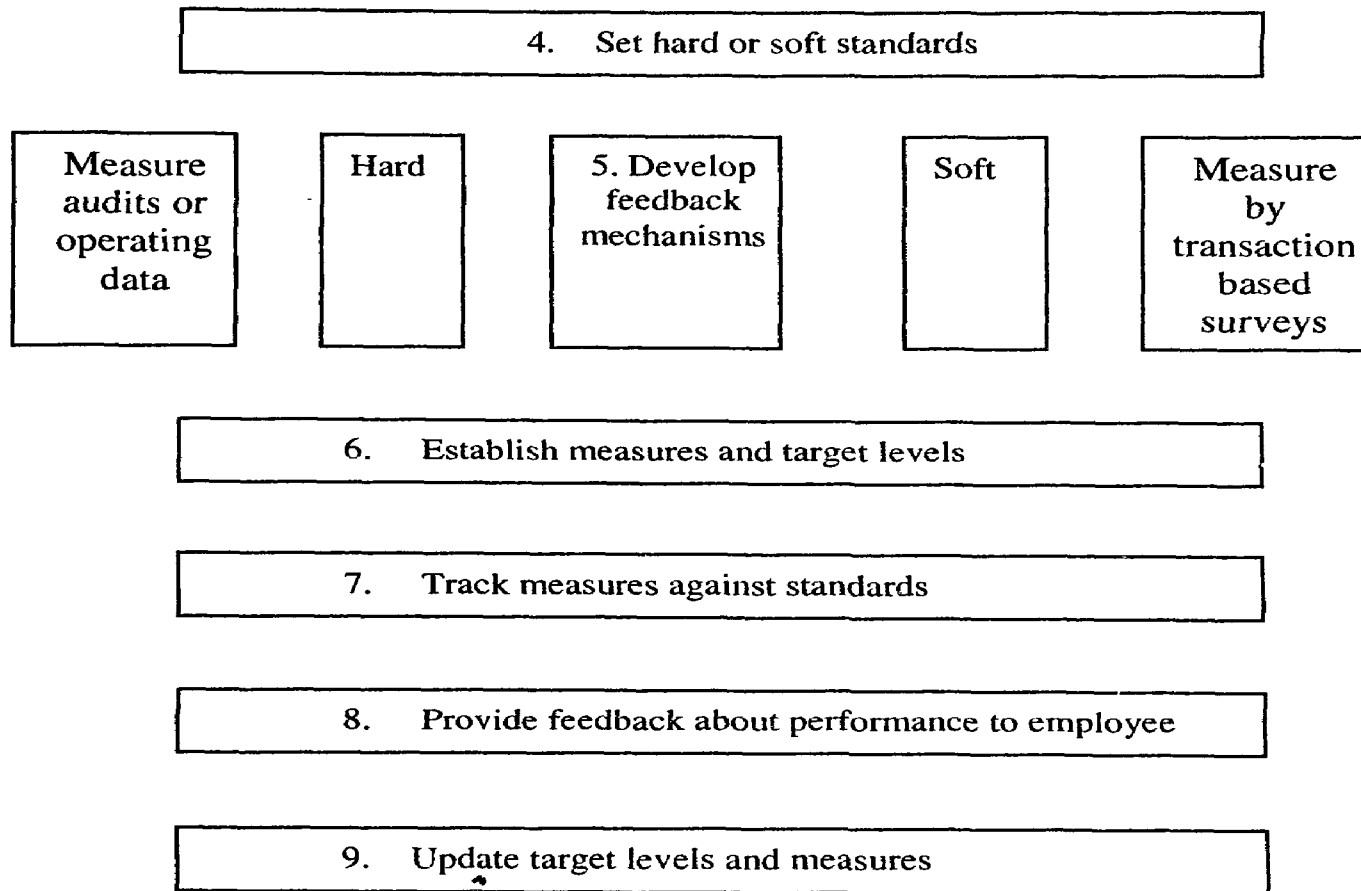 4. Set hard or soft standards
Measure
audits or
operating
data
Hard
5. Develop
feedback
mechanisms
Soft
Measure
by
transaction
based
surveys
6. Establish measures and target levels
7. Track measures against standards
8. Provide feedback about performance to employee
9. Update target levels and measures